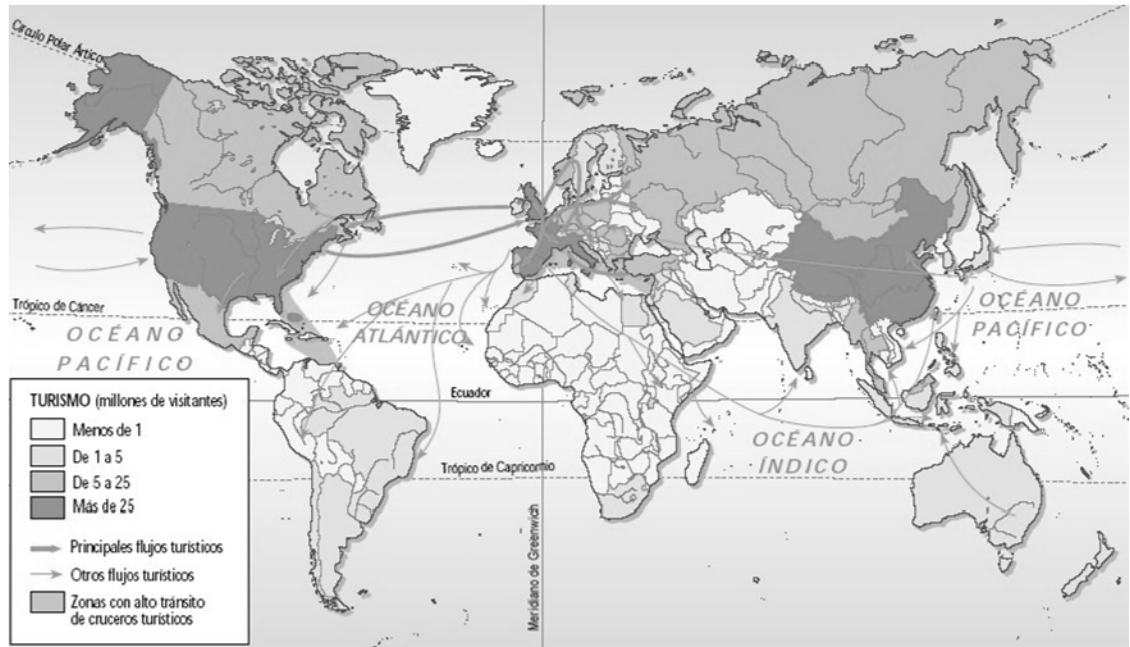 Círculo Polar Ártico
Trópico de Cáncer
OCÉANO
PACÍFICO
OCÉANO
ATLÁNTICO
OCÉANO
PACÍFICO
Ecuador
OCÉANO
ÍNDICO
Trópico de Capricornio
Meridiano de Greenwich
TURISMO (millones de visitantes)
Menos de 1
De 1 a 5
De 5 a 25
Más de 25
Principales flujos turísticos
Otros flujos turísticos
Zonas con alto tránsito
de cruceros turísticos